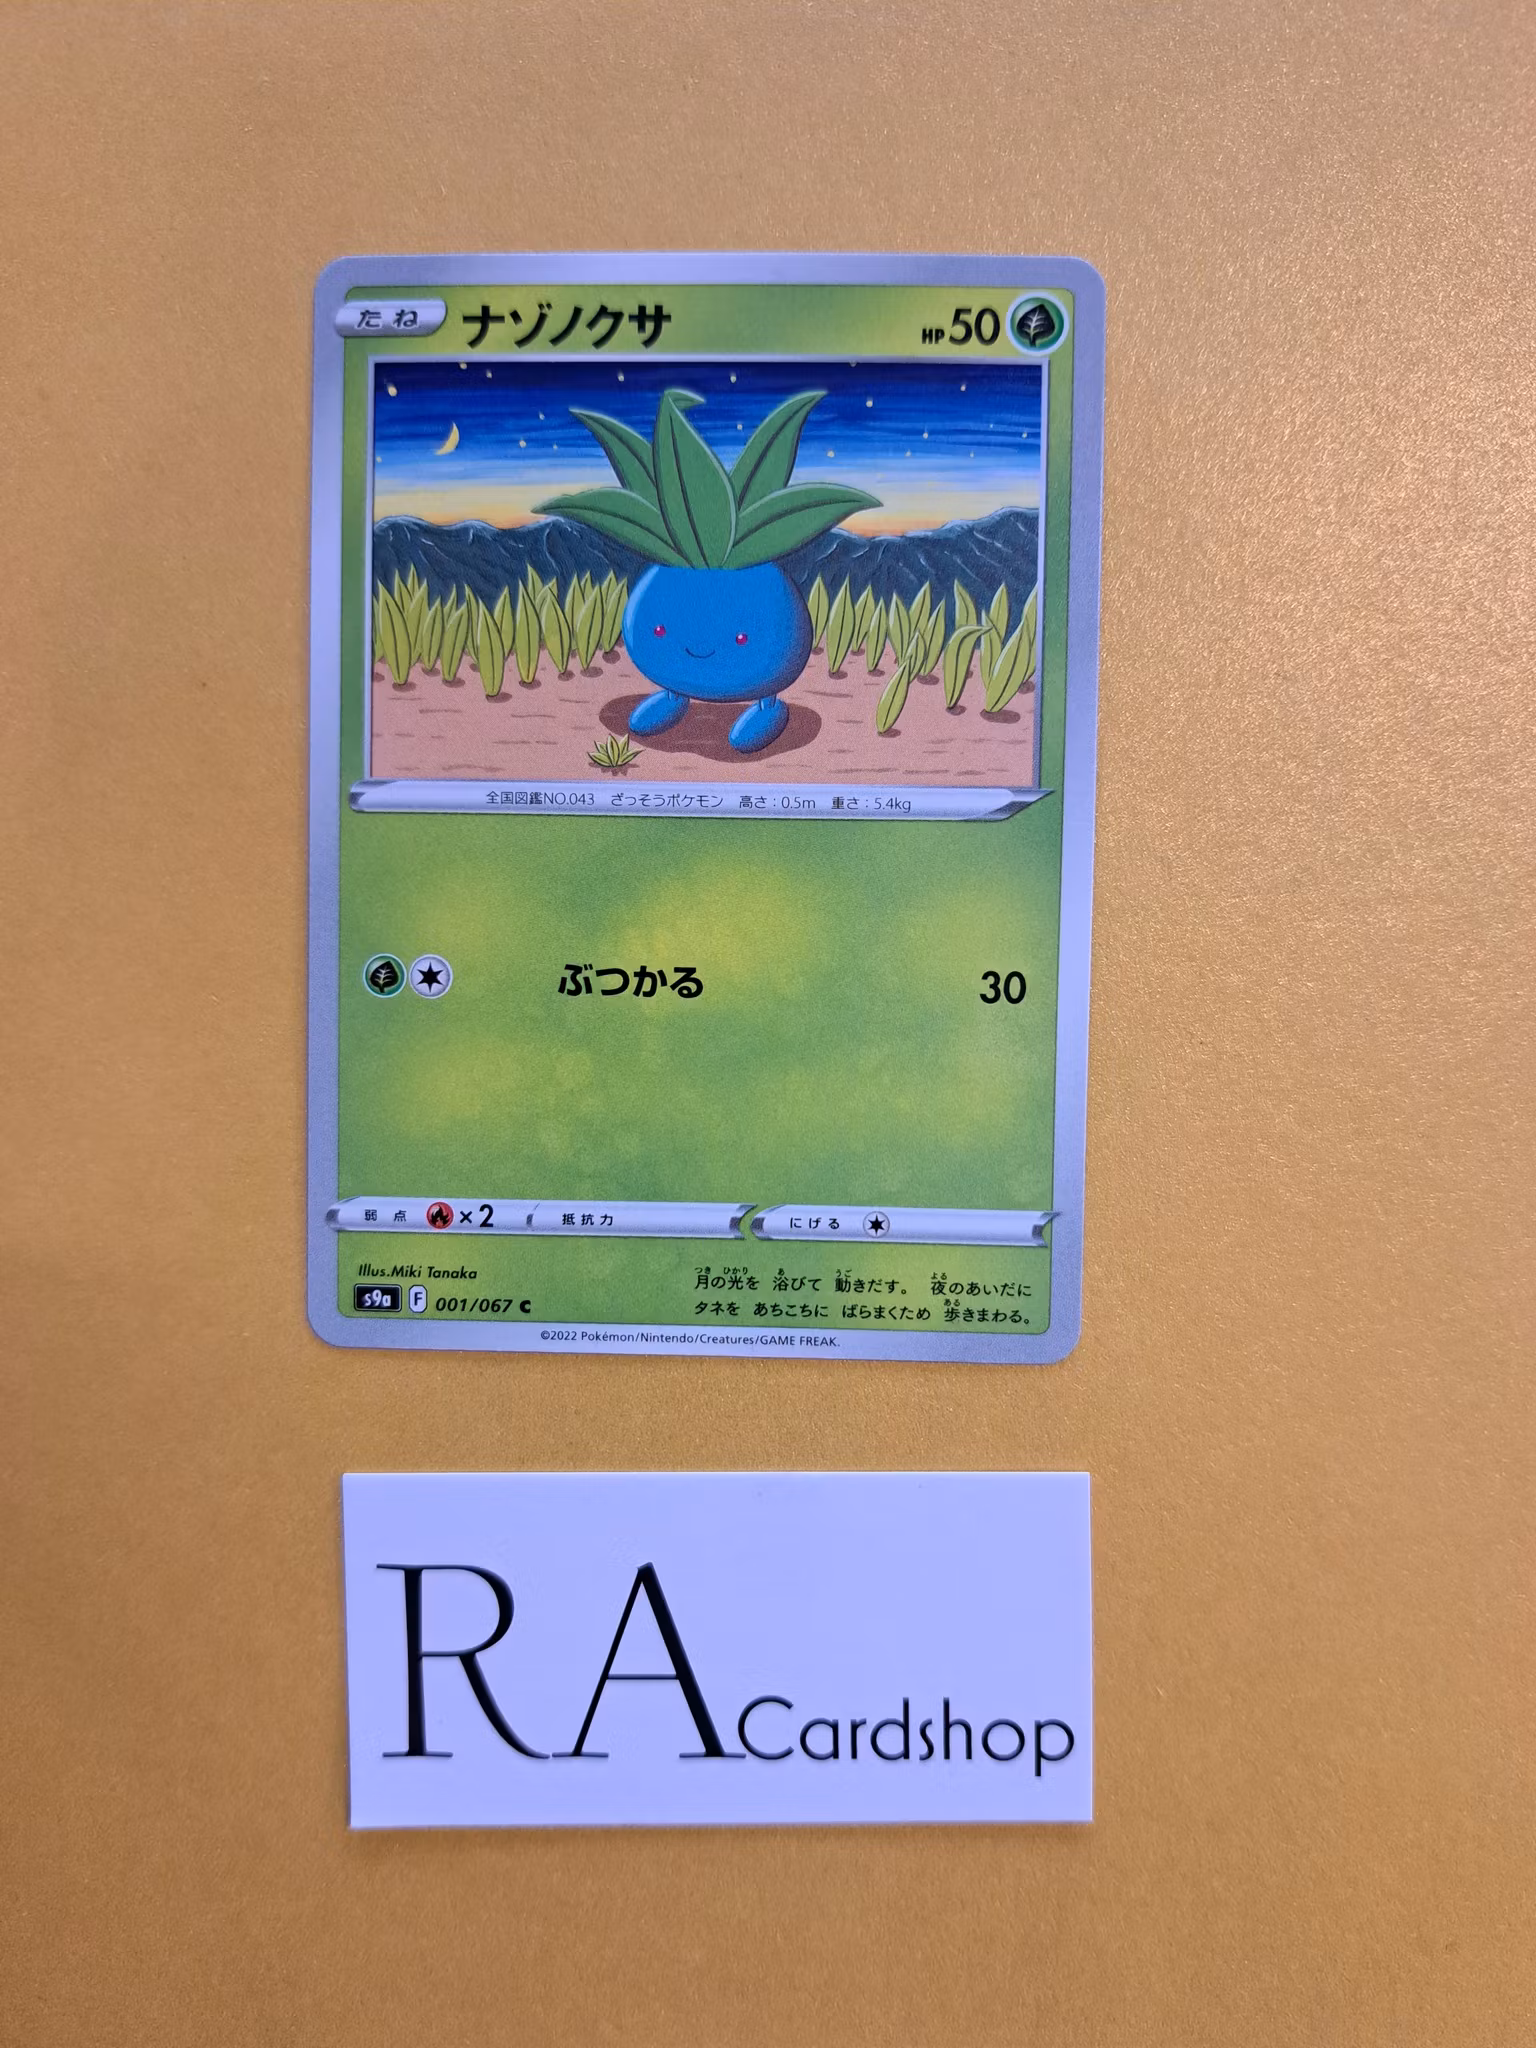 たね ナゾノクサ HP50
全国図鑑NO.043 ざっそうポケモン 高さ:0.5m 重さ:5.4kg
ぶつかる 30
弱点 ×2 抵抗力 にげる
Illus.Miki Tanaka
s9a F 001/067 C
月の光を 浴びて 動きだす。 夜のあいだに
タネを あちこちに ばらまくため 歩きまわる。
©2022 Pokémon/Nintendo/Creatures/GAME FREAK.
RA Cardshop